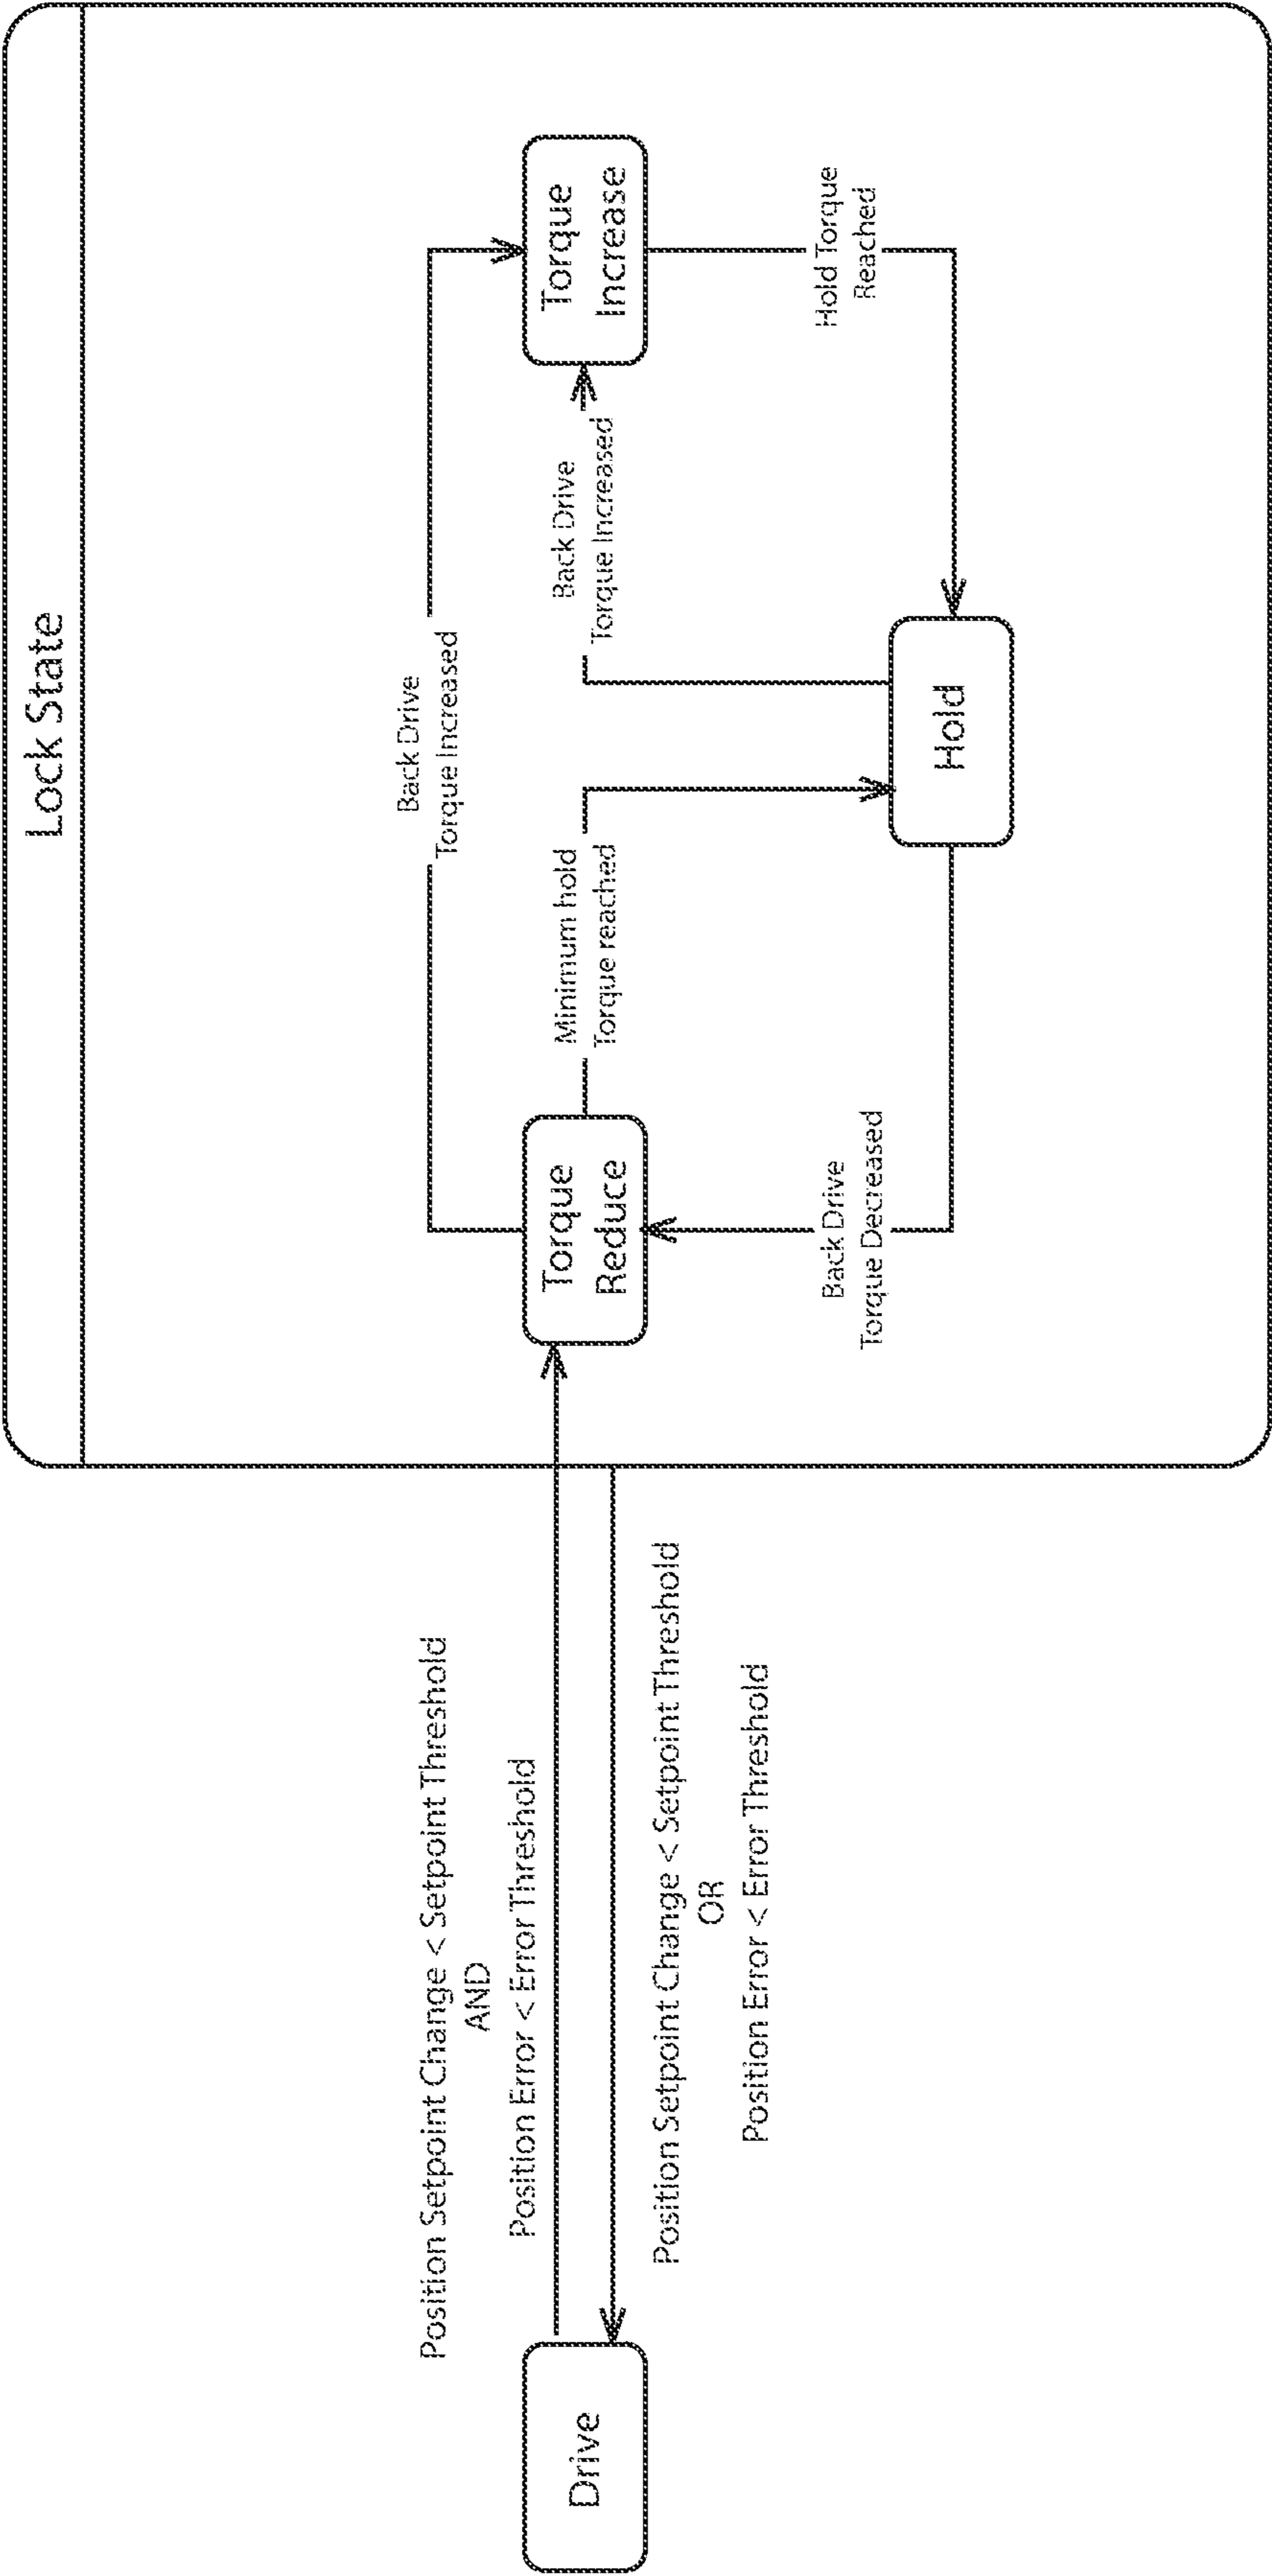 Lock State
Back Drive
Torque Increased
Position Setpoint Change < Setpoint Threshold
AND
Position Error < Error Threshold
Drive
Torque
Reduce
Minimum hold
Torque reached
Back Drive
Torque Increased
Torque
Increase
Position Setpoint Change < Setpoint Threshold
OR
Position Error < Error Threshold
Back Drive
Torque Decreased
Hold Torque
Reached
Hold